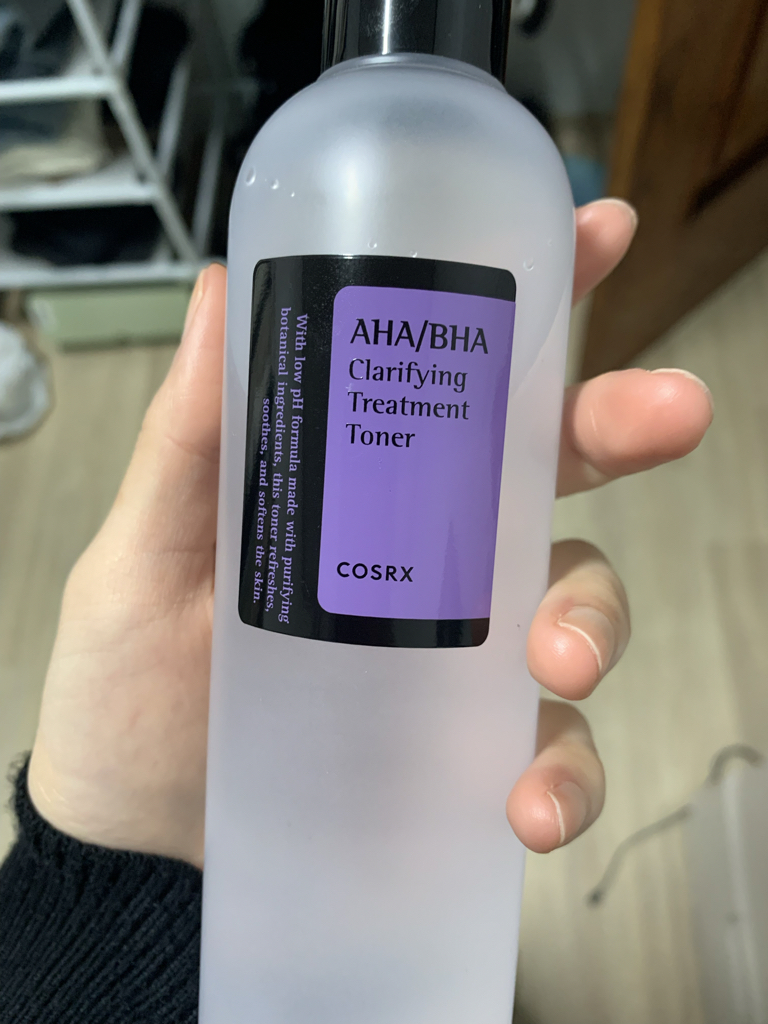 AHA/BHA
Clarifying
Treatment
Toner
COSRX
With low pH formula made with purifying
botanical ingredients, this toner refreshes,
soothes, and softens the skin.